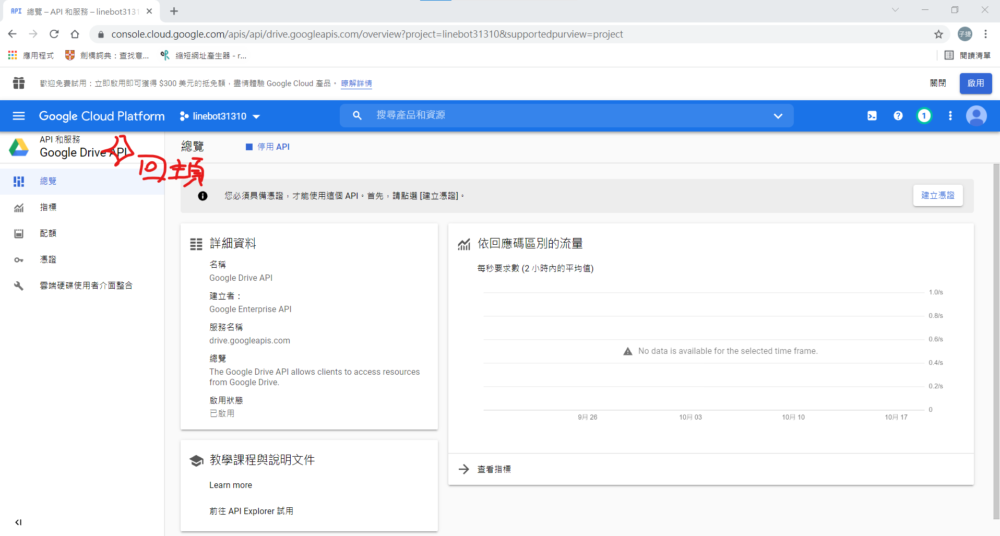 API 總覽 – API 和服務 – linebot3131
console.cloud.google.com/apis/api/drive.googleapis.com/overview?project=linebot31310&supportedpurview=project
子捷
應用程式 劍橋詞典：查找意... 縮短網址產生器 - r...
閱讀清單
歡迎免費試用：立即啟用即可獲得 $300 美元的抵免額，盡情體驗 Google Cloud 產品。 瞭解詳情
關閉
啟用
Google Cloud Platform
linebot31310
搜尋產品和資源
1
API 和服務
Google Drive API
回主頁
總覽
停用 API
總覽
指標
配額
憑證
雲端硬碟使用者介面整合
您必須具備憑證，才能使用這個 API。首先，請點選 [建立憑證]。
建立憑證
詳細資料
名稱
Google Drive API
建立者：
Google Enterprise API
服務名稱
drive.googleapis.com
總覽
The Google Drive API allows clients to access resources
from Google Drive.
啟用狀態
已啟用
教學課程與說明文件
Learn more
前往 API Explorer 試用
依回應碼區別的流量
每秒要求數 (2 小時內的平均值)
1.0/s
0.8/s
0.6/s
No data is available for the selected time frame.
0.4/s
0.2/s
0
9月 26
10月 03
10月 10
10月 17
查看指標